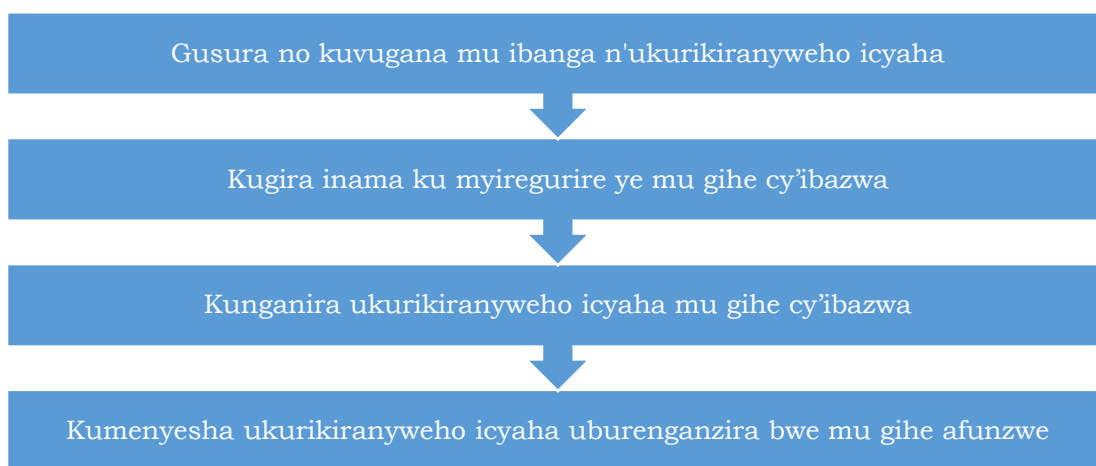 Gusura no kuvugana mu ibanga n'ukurikiranyweho icyaha
Kugira inama ku myiregurire ye mu gihe cy’ibazwa
Kunganira ukurikiranyweho icyaha mu gihe cy’ibazwa
Kumenyesha ukurikiranyweho icyaha uburenganzira bwe mu gihe afunzwe